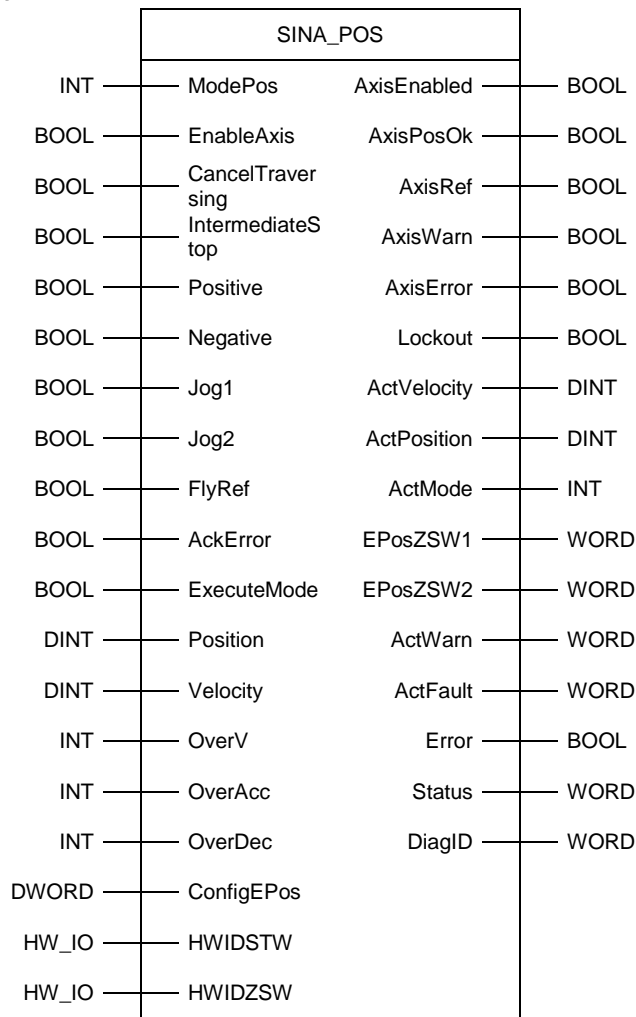 SINA_POS
INT ModePos AxisEnabled BOOL
BOOL EnableAxis AxisPosOk BOOL
BOOL CancelTraver
sing AxisRef BOOL
BOOL IntermediateS
top AxisWarn BOOL
BOOL Positive AxisError BOOL
BOOL Negative Lockout BOOL
BOOL Jog1 ActVelocity DINT
BOOL Jog2 ActPosition DINT
BOOL FlyRef ActMode INT
BOOL AckError EPosZSW1 WORD
BOOL ExecuteMode EPosZSW2 WORD
DINT Position ActWarn WORD
DINT Velocity ActFault WORD
INT OverV Error BOOL
INT OverAcc Status WORD
INT OverDec DiagID WORD
DWORD ConfigEPos
HW_IO HWIDSTW
HW_IO HWIDZSW